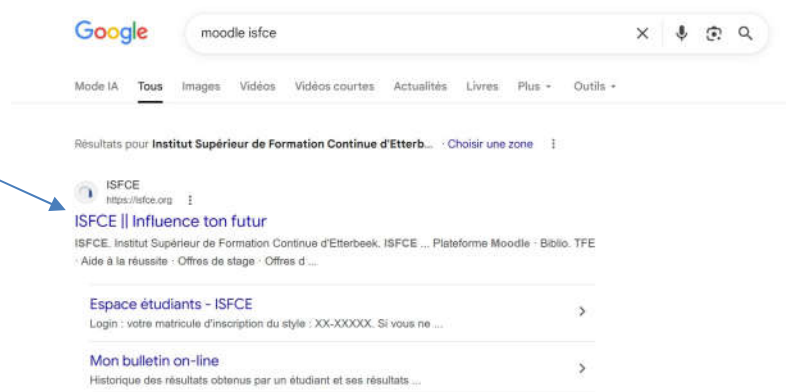 Google
moodle isfce
Mode IA Tous Images Vidéos Vidéos courtes Actualités Livres Plus Outils
Résultats pour Institut Supérieur de Formation Continue d'Etterb... · Choisir une zone
ISFCE
https://isfce.org
ISFCE || Influence ton futur
ISFCE. Institut Supérieur de Formation Continue d'Etterbeek. ISFCE ... Plateforme Moodle · Biblio. TFE
· Aide à la réussite · Offres de stage · Offres d ...
Espace étudiants - ISFCE
Login : votre matricule d'inscription du style : XX-XXXXX. Si vous ne ...
Mon bulletin on-line
Historique des résultats obtenus par un étudiant et ses résultats ...